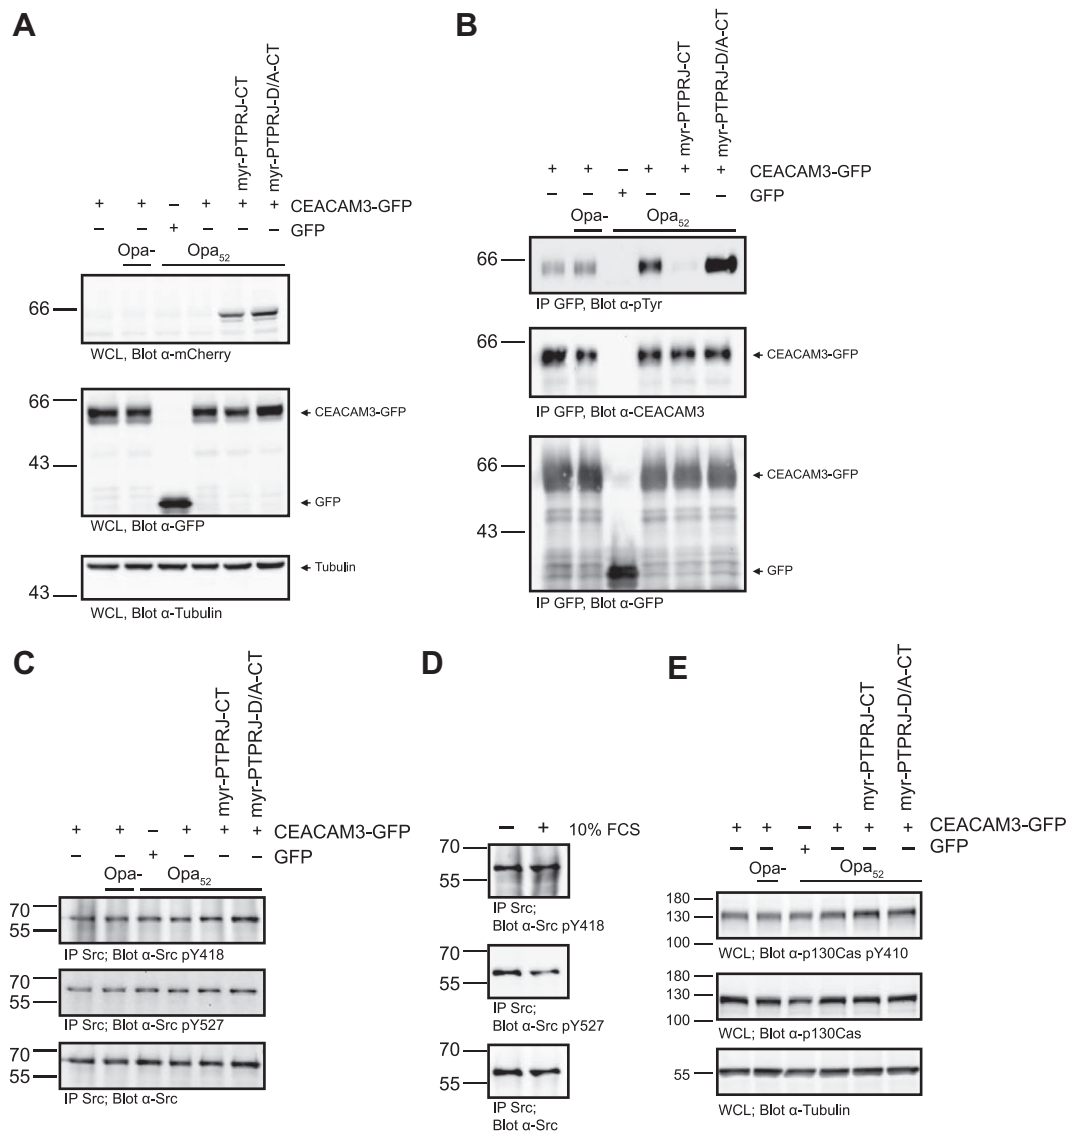 A
myr-PTPRJ-CT
myr-PTPRJ-D/A-CT
+ + – + + + CEACAM3-GFP
– – + – – – GFP
Opa- Opa52
66
WCL, Blot α-mCherry
66
CEACAM3-GFP
43
GFP
WCL, Blot α-GFP
Tubulin
43
WCL, Blot α-Tubulin
B
myr-PTPRJ-CT
myr-PTPRJ-D/A-CT
+ + – + + + CEACAM3-GFP
– – + – – – GFP
Opa- Opa52
66
IP GFP, Blot α-pTyr
66
CEACAM3-GFP
IP GFP, Blot α-CEACAM3
66
CEACAM3-GFP
43
GFP
IP GFP, Blot α-GFP
C
myr-PTPRJ-CT
myr-PTPRJ-D/A-CT
+ + – + + + CEACAM3-GFP
– – + – – – GFP
Opa- Opa52
70
55
IP Src; Blot α-Src pY418
70
55
IP Src; Blot α-Src pY527
70
55
IP Src; Blot α-Src
D
– + 10% FCS
70
55
IP Src;
Blot α-Src pY418
70
55
IP Src;
Blot α-Src pY527
70
55
IP Src;
Blot α-Src
E
myr-PTPRJ-CT
myr-PTPRJ-D/A-CT
+ + – + + + CEACAM3-GFP
– – + – – – GFP
Opa- Opa52
180
130
100
WCL; Blot α-p130Cas pY410
180
130
100
WCL; Blot α-p130Cas
55
WCL; Blot α-Tubulin